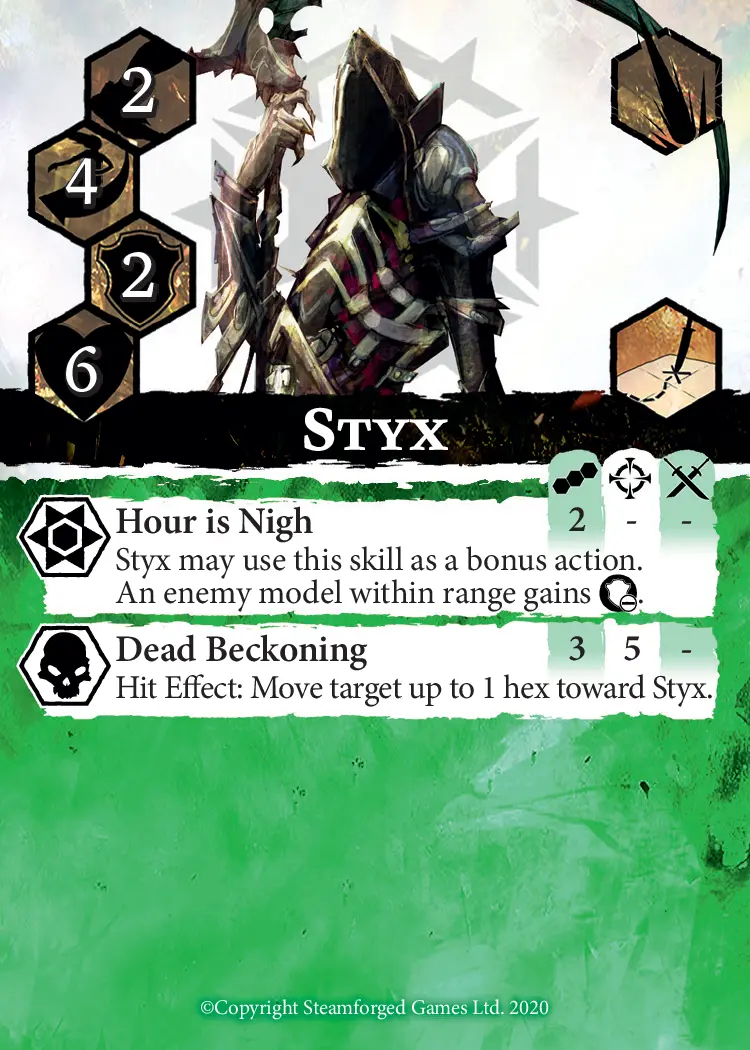 2
4
2
6
Styx
Hour is Nigh 2 - -
Styx may use this skill as a bonus action.
An enemy model within range gains .
Dead Beckoning 3 5 -
Hit Effect: Move target up to 1 hex toward Styx.
©Copyright Steamforged Games Ltd. 2020